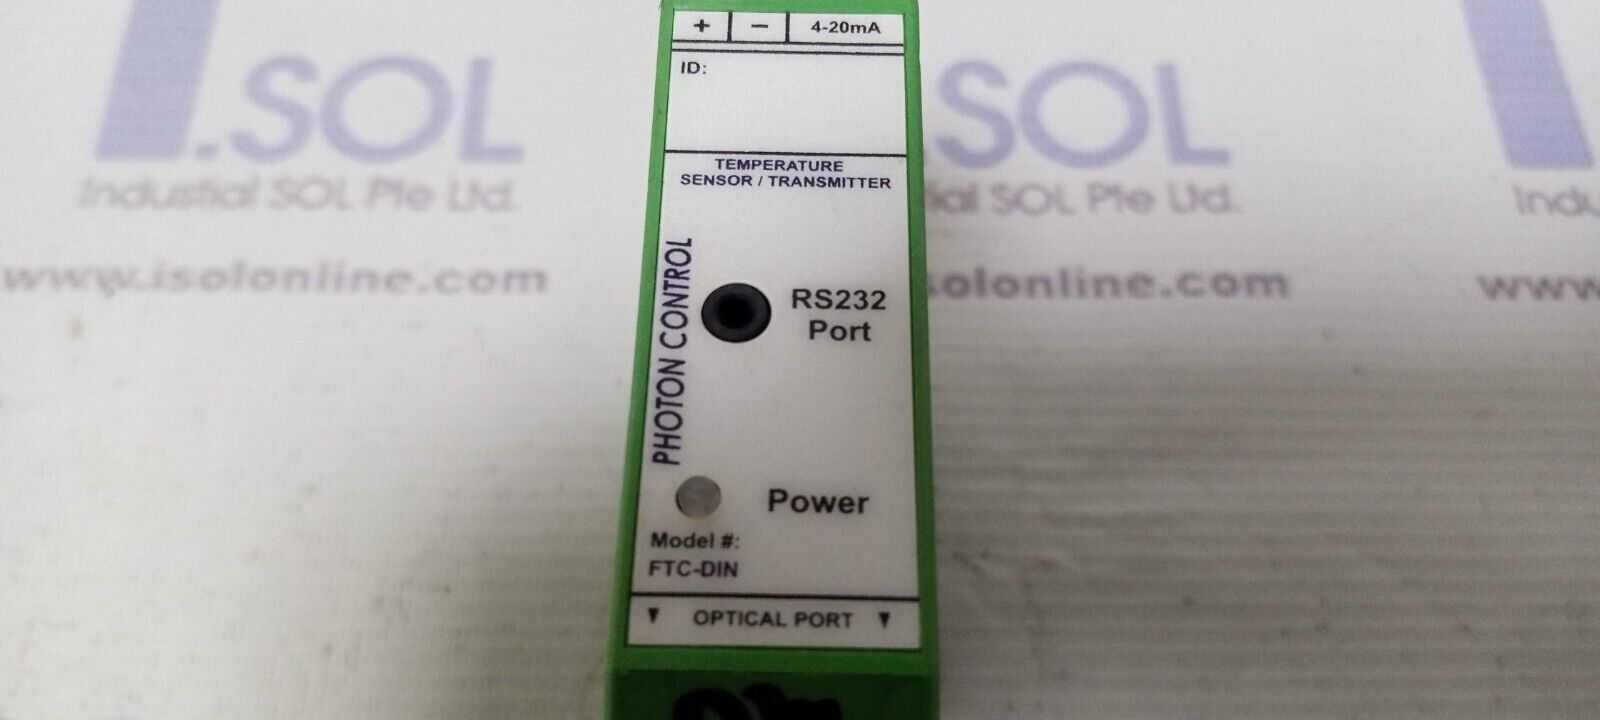 + − 4-20mA
ID:
TEMPERATURE
SENSOR / TRANSMITTER
PHOTON CONTROL
RS232
Port
Power
Model #:
FTC-DIN
▼ OPTICAL PORT ▼
I.SOL
Industial SOL Pte Ltd.
www.isolonline.com
.SOL
ial SOL Pte Ltd.
solonline.com
Indu
www